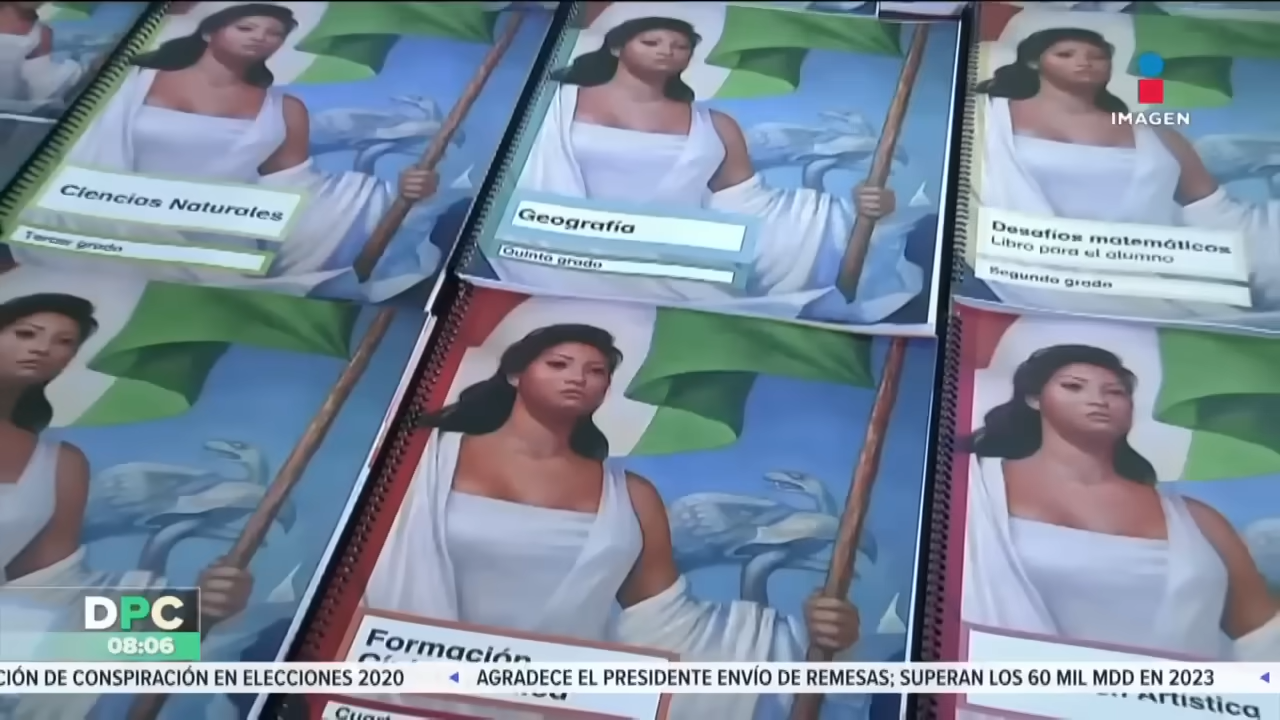 IMAGEN
Ciencias Naturales
Tercer grado
Geografía
Quinto grado
Desafíos matemáticos
Libro para el alumno
Segundo grado
Formación
DPC
08:06
CIÓN DE CONSPIRACIÓN EN ELECCIONES 2020
AGRADECE EL PRESIDENTE ENVÍO DE REMESAS; SUPERAN LOS 60 MIL MDD EN 2023
Artística